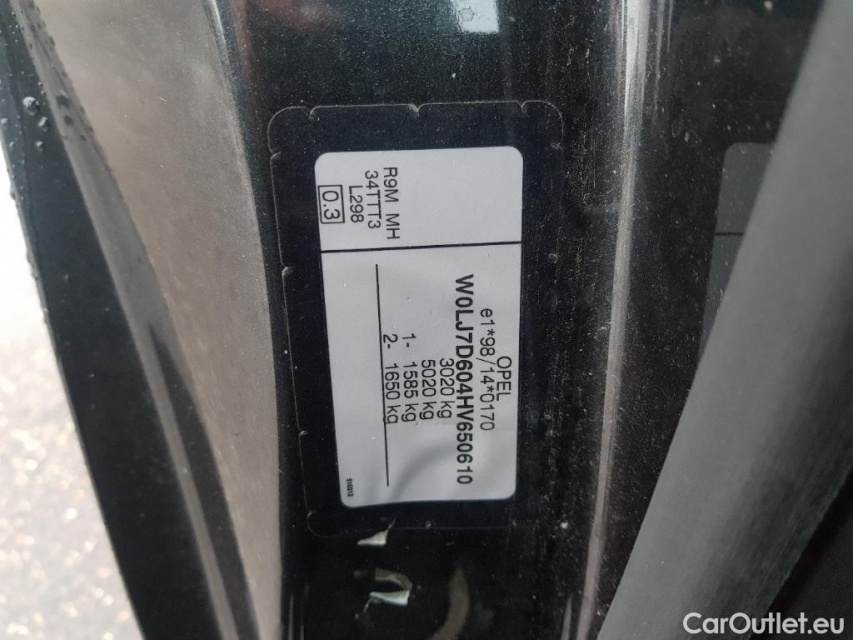 OPEL
e1*98/14*0170
W0LJ7D604HV650610
3020 kg
5020 kg
1- 1585 kg
2- 1650 kg
R9M MH
34TTT3
L298
0.3
CarOutlet.eu